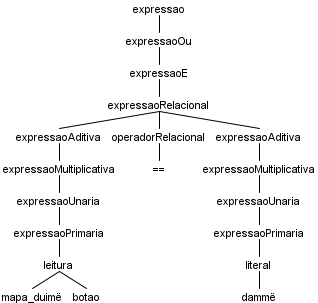 expressao
expressaoOu
expressaoE
expressaoRelacional
expressaoAditiva operadorRelacional expressaoAditiva
expressaoMultiplicativa == expressaoMultiplicativa
expressaoUnaria expressaoUnaria
expressaoPrimaria expressaoPrimaria
leitura literal
mapa_duimë botao dammë